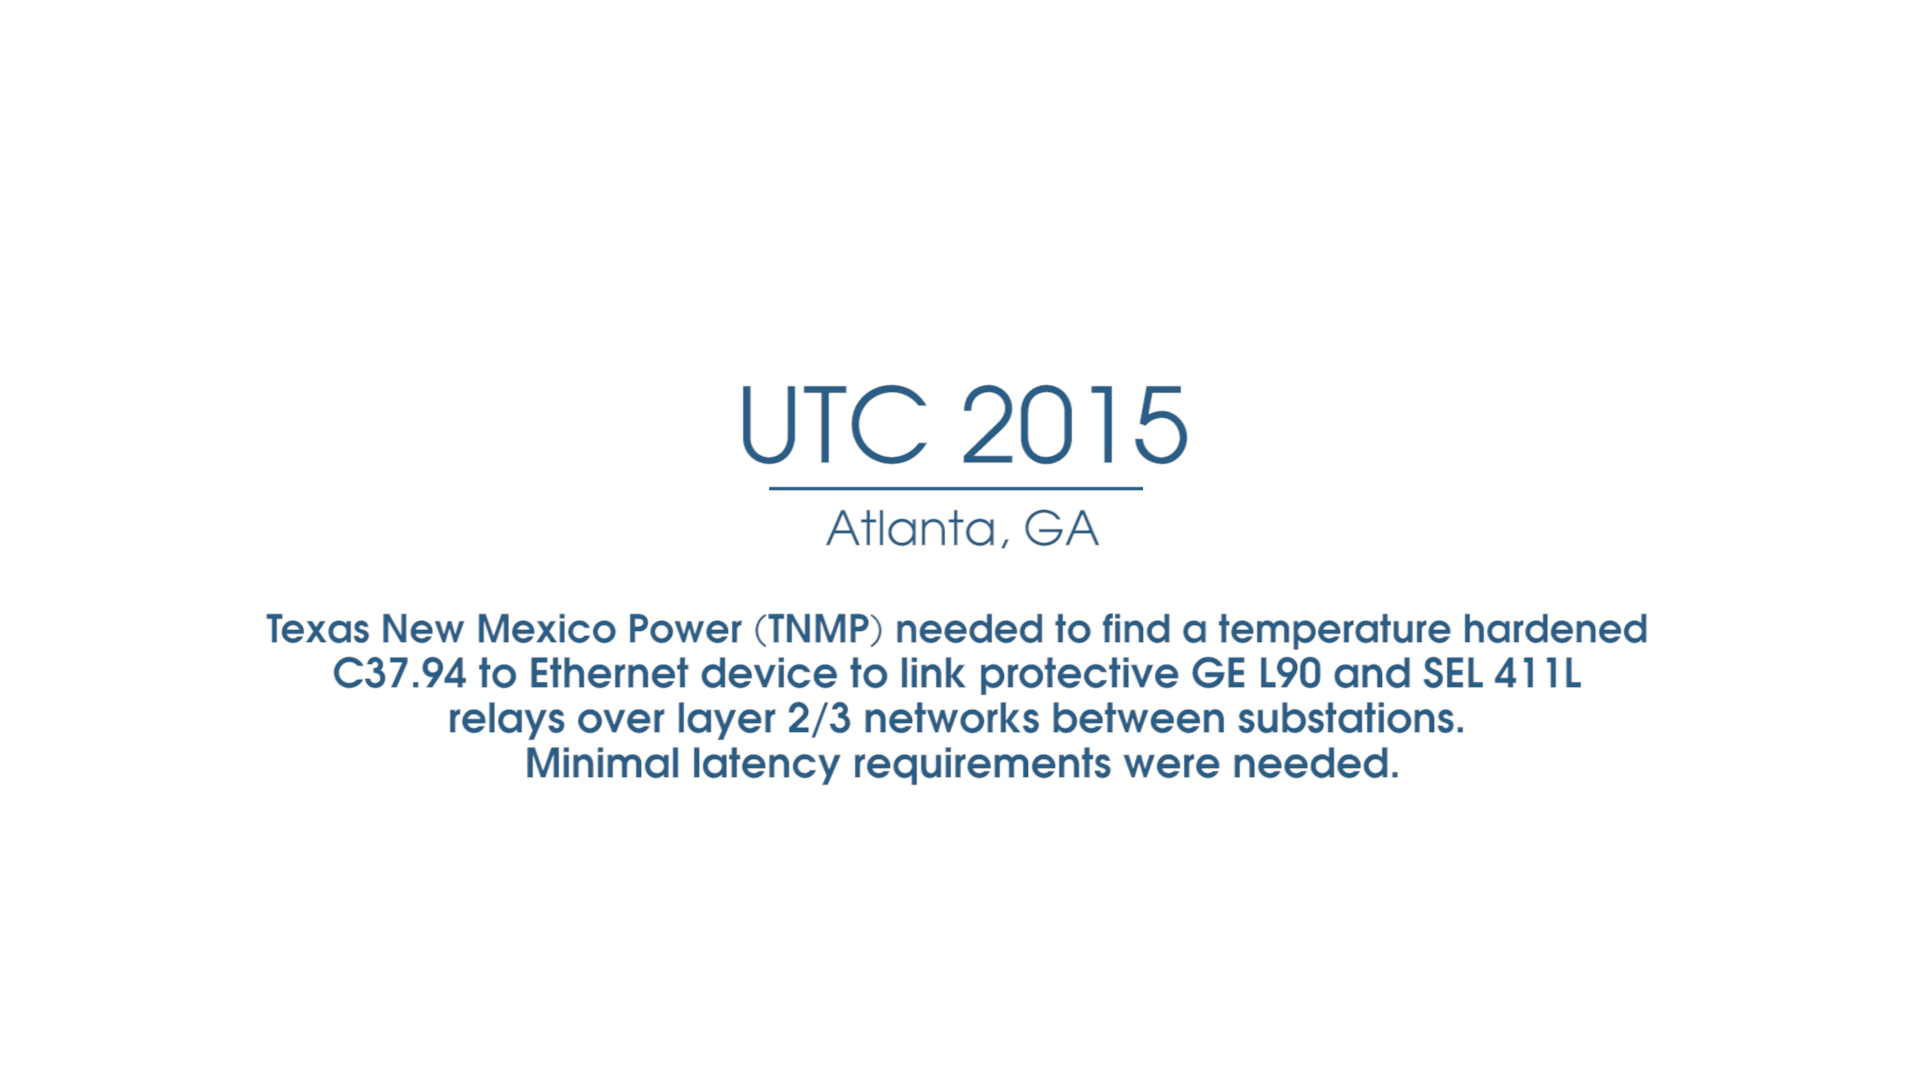 UTC 2015
Atlanta, GA
Texas New Mexico Power (TNMP) needed to find a temperature hardened
C37.94 to Ethernet device to link protective GE L90 and SEL 411L
relays over layer 2/3 networks between substations.
Minimal latency requirements were needed.